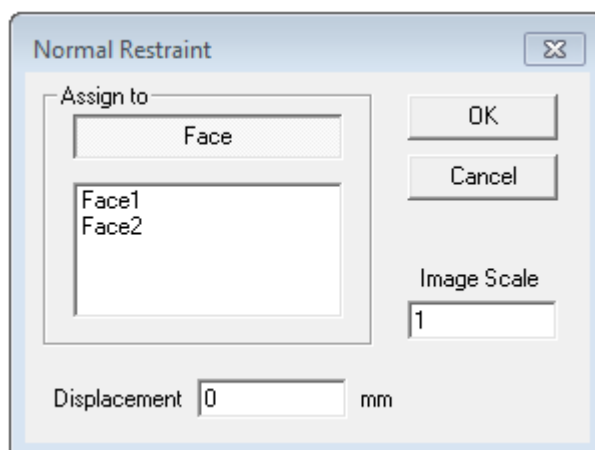 Normal Restraint
Assign to
Face
Face1
Face2
OK
Cancel
Image Scale
1
Displacement 0 mm